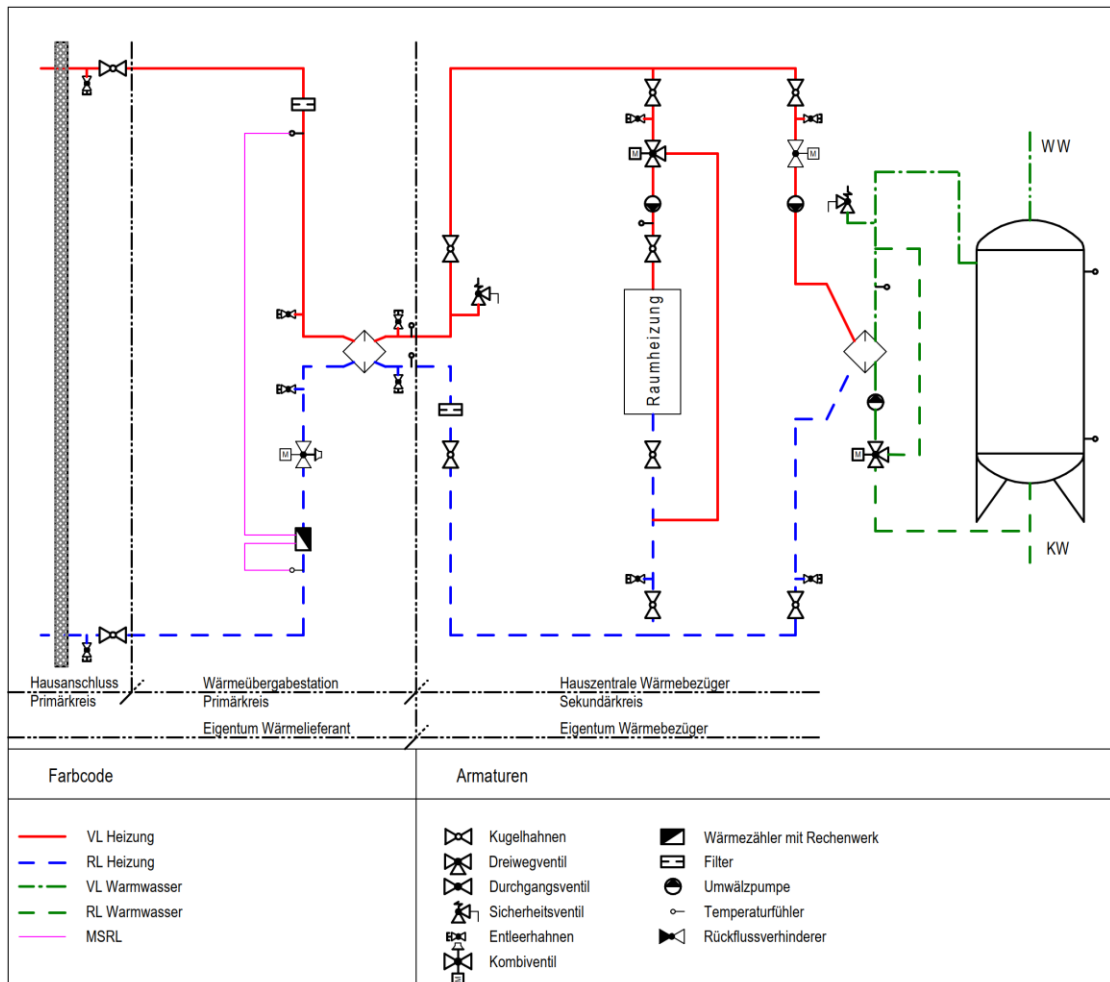 WW
M
M
Raumheizung
M
M
KW
Hausanschluss
Primärkreis
Wärmeübergabestation
Primärkreis
Hauszentrale Wärmebezüger
Sekundärkreis
Eigentum Wärmelieferant
Eigentum Wärmebezüger
Farbcode
Armaturen
VL Heizung
RL Heizung
VL Warmwasser
RL Warmwasser
MSRL
Kugelhahnen
Dreiwegventil
Durchgangsventil
Sicherheitsventil
Entleerhahnen
Kombiventil
M
Wärmezähler mit Rechenwerk
Filter
Umwälzpumpe
Temperaturfühler
Rückflussverhinderer